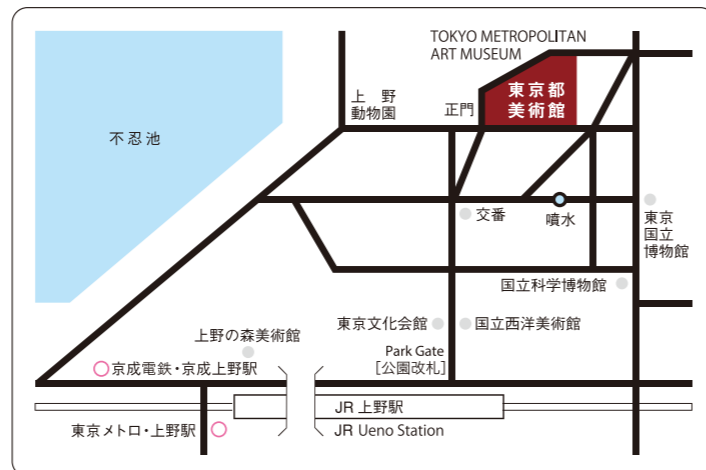 TOKYO METROPOLITAN
ART MUSEUM
東京都
美術館
上 野
動物園
正門
不忍池
交番
噴水
東京
国立
博物館
国立科学博物館
東京文化会館
国立西洋美術館
上野の森美術館
Park Gate
［公園改札］
京成電鉄・京成上野駅
JR 上野駅
東京メトロ・上野駅
JR Ueno Station